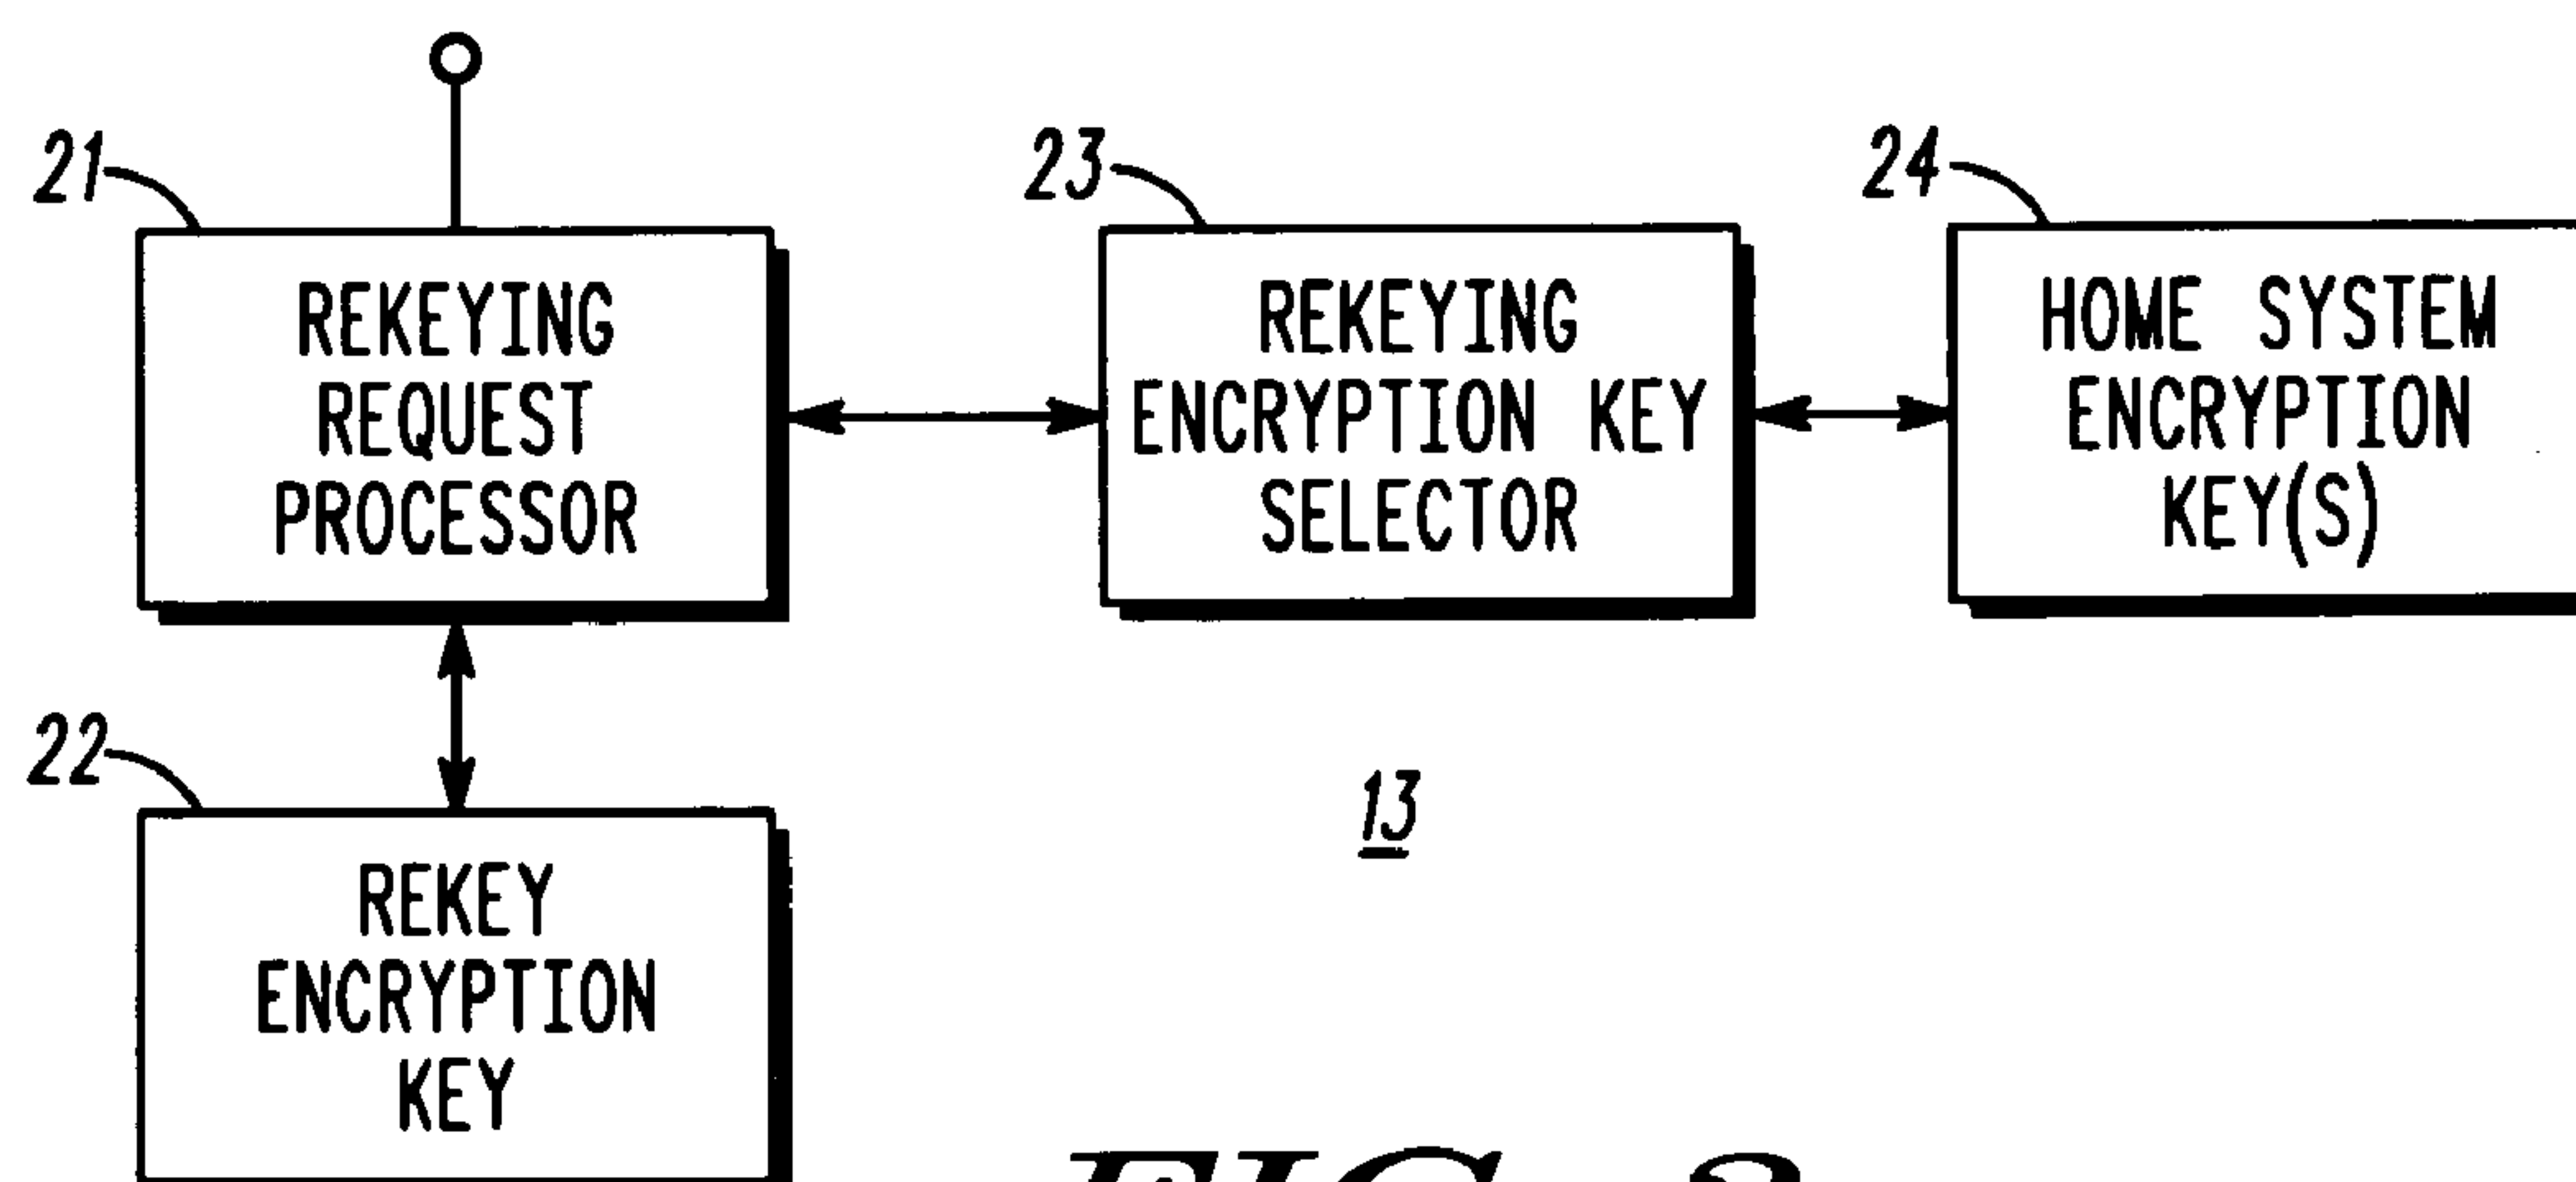 21
REKEYING
REQUEST
PROCESSOR
23
REKEYING
ENCRYPTION KEY
SELECTOR
24
HOME SYSTEM
ENCRYPTION
KEY(S)
22
REKEY
ENCRYPTION
KEY
13
FIG.